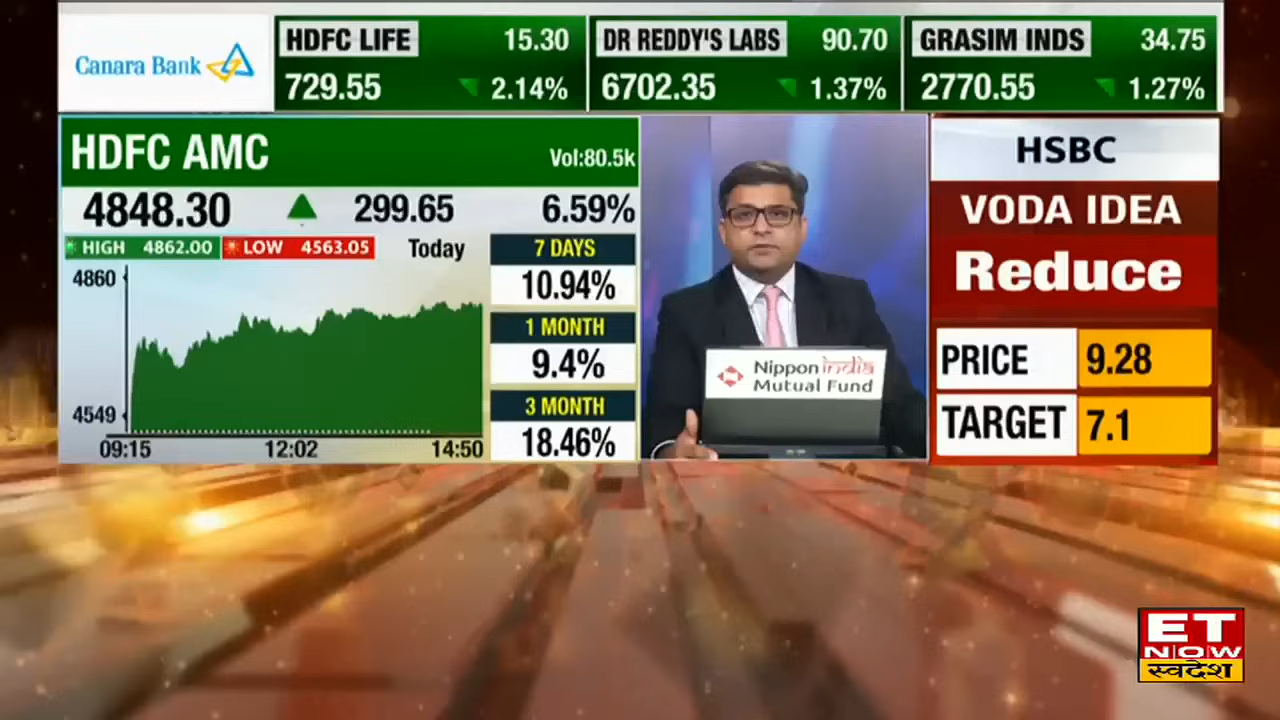 Canara Bank
HDFC LIFE 15.30
729.55 2.14%
DR REDDY'S LABS 90.70
6702.35 1.37%
GRASIM INDS 34.75
2770.55 1.27%
HDFC AMC Vol:80.5k
4848.30 299.65 6.59%
HIGH 4862.00 LOW 4563.05 Today
4860
4549
09:15 12:02 14:50
7 DAYS
10.94%
1 MONTH
9.4%
3 MONTH
18.46%
Nippon india
Mutual Fund
HSBC
VODA IDEA
Reduce
PRICE 9.28
TARGET 7.1
ET
NOW
स्वदेश